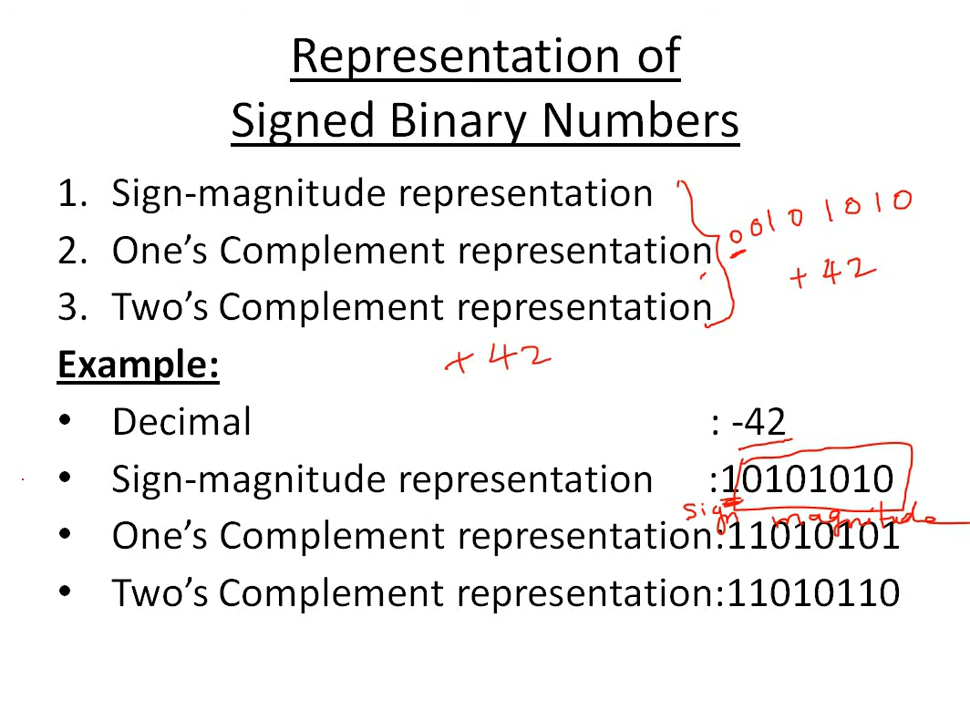 Representation of
Signed Binary Numbers
1. Sign-magnitude representation
2. One's Complement representation
00101010
3. Two's Complement representation
+42
Example:
+42
• Decimal : -42
• Sign-magnitude representation :10101010
sign magnitude
• One's Complement representation:11010101
• Two's Complement representation:11010110